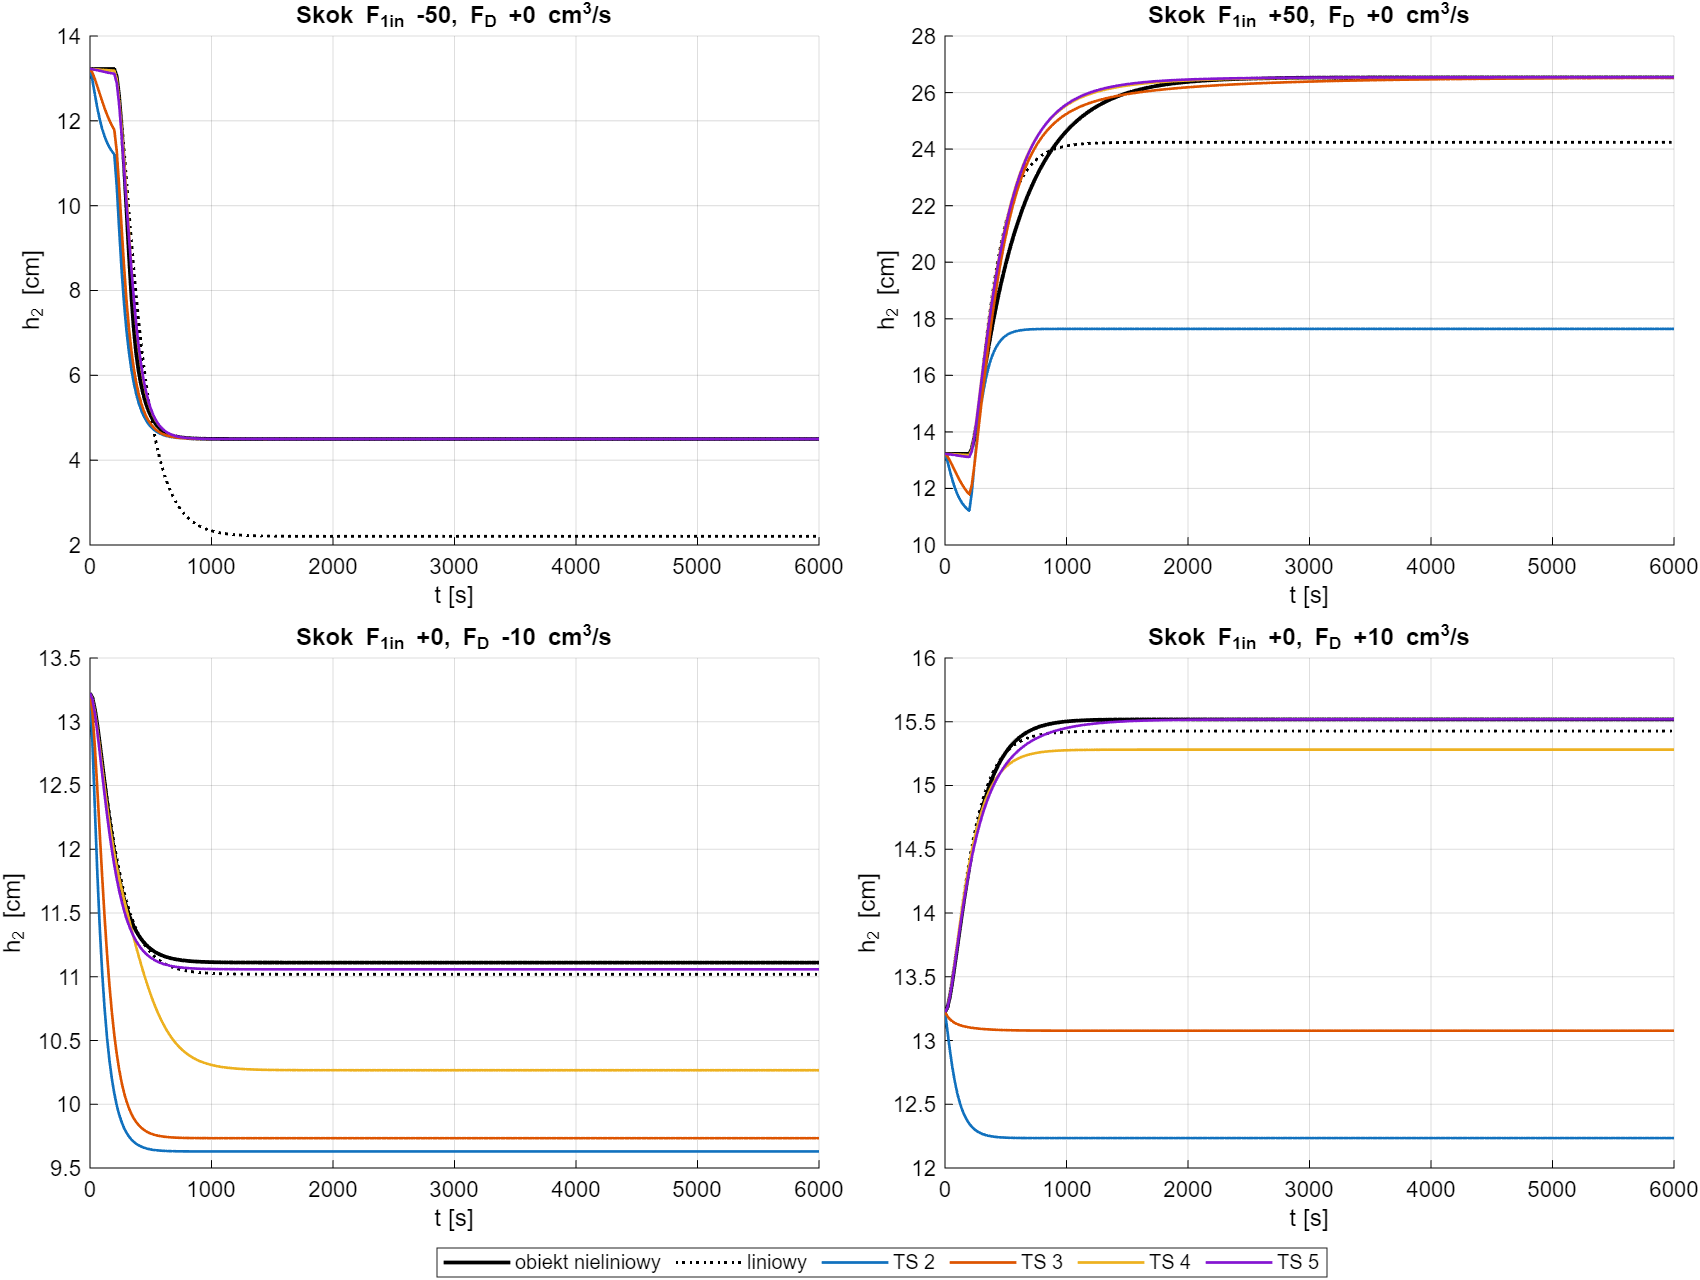 Skok F1in -50, FD +0 cm³/s
14
12
10
8
6
4
2
h2 [cm]
0 1000 2000 3000 4000 5000 6000
t [s]
Skok F1in +50, FD +0 cm³/s
28
26
24
22
20
18
16
14
12
10
h2 [cm]
0 1000 2000 3000 4000 5000 6000
t [s]
Skok F1in +0, FD -10 cm³/s
13.5
13
12.5
12
11.5
11
10.5
10
9.5
h2 [cm]
0 1000 2000 3000 4000 5000 6000
t [s]
Skok F1in +0, FD +10 cm³/s
16
15.5
15
14.5
14
13.5
13
12.5
12
h2 [cm]
0 1000 2000 3000 4000 5000 6000
t [s]
obiekt nieliniowy liniowy TS 2 TS 3 TS 4 TS 5